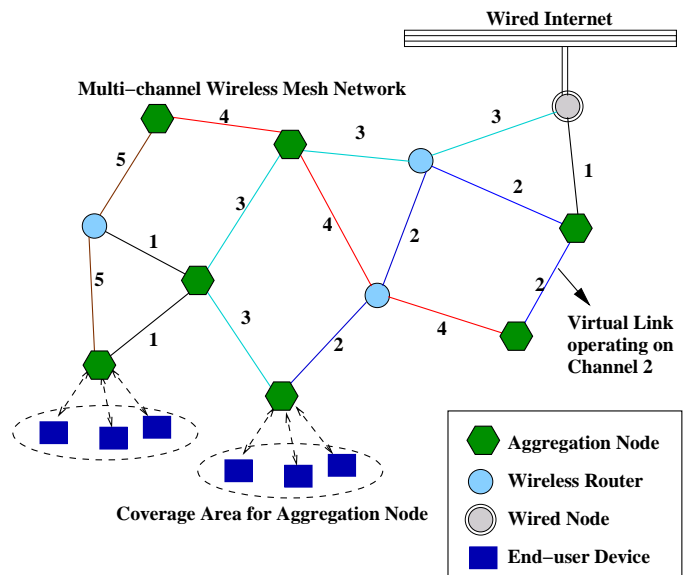 Wired Internet
Multi−channel Wireless Mesh Network
4
3
3
5
1
2
3
1
4
2
5
2
3
1
2
4
Virtual Link
operating on
Channel 2
Aggregation Node
Wireless Router
Coverage Area for Aggregation Node
Wired Node
End−user Device